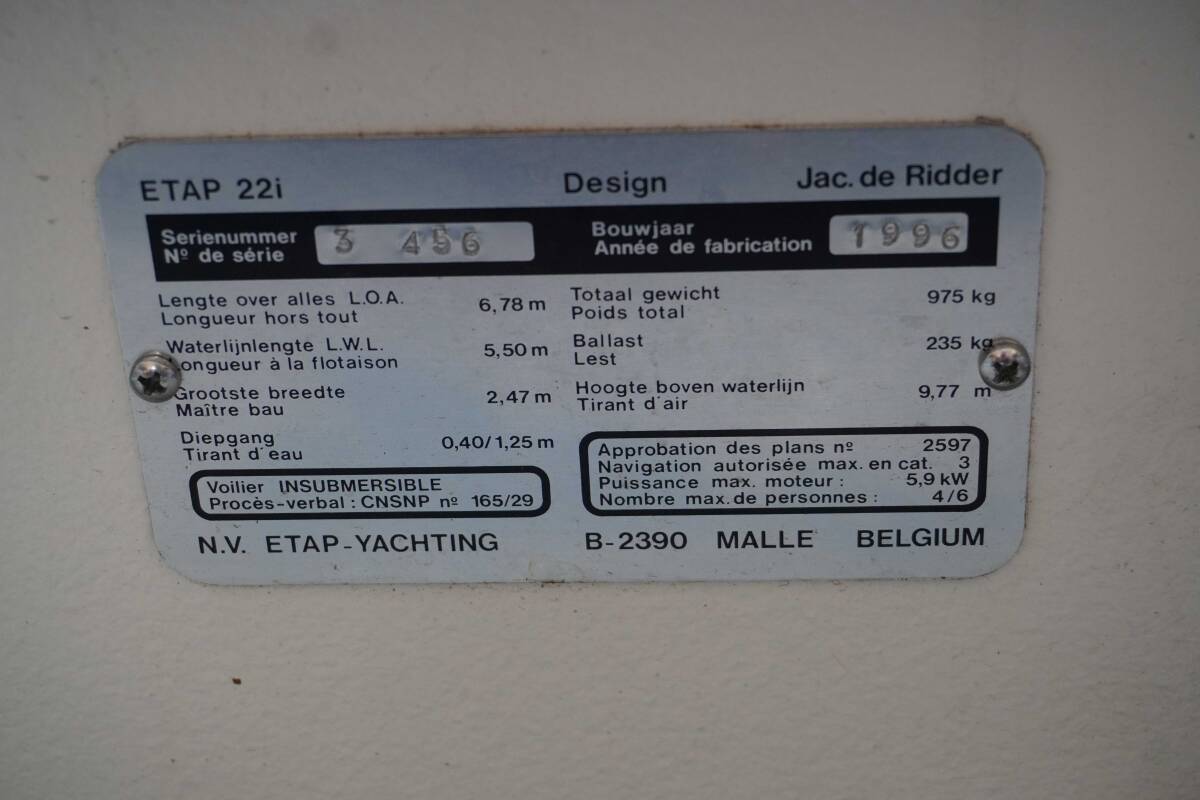 ETAP 22i Design Jac. de Ridder
Serienummer
Nº de série
3 456
Bouwjaar
Année de fabrication
1996
Lengte over alles L.O.A.
Longueur hors tout
6,78 m
Waterlijnlengte L.W.L.
Longueur à la flotaison
5,50 m
Grootste breedte
Maître bau
2,47 m
Diepgang
Tirant d'eau
0,40/1,25 m
Totaal gewicht
Poids total
975 kg
Ballast
Lest
235 kg
Hoogte boven waterlijn
Tirant d'air
9,77 m
Voilier INSUBMERSIBLE
Procès-verbal : CNSNP nº 165/29
Approbation des plans nº 2597
Navigation autorisée max. en cat. 3
Puissance max. moteur : 5,9 kW
Nombre max. de personnes : 4/6
N.V. ETAP-YACHTING B-2390 MALLE BELGIUM